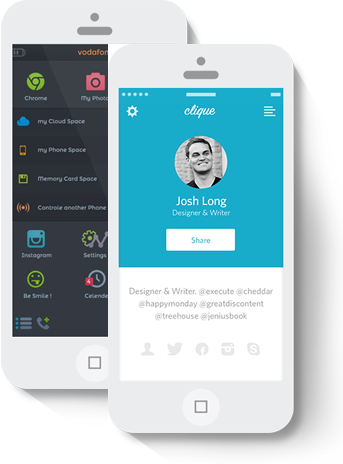 vodafon
Chrome
My Photo
my Cloud Space
my Phone Space
Memory Card Space
Controle another Phone
Instagram
Settings
Be Smile !
Celende
clique
Josh Long
Designer & Writer
Share
Designer & Writer. @execute @cheddar
@happymonday @greatdiscontent
@treehouse @jeniusbook